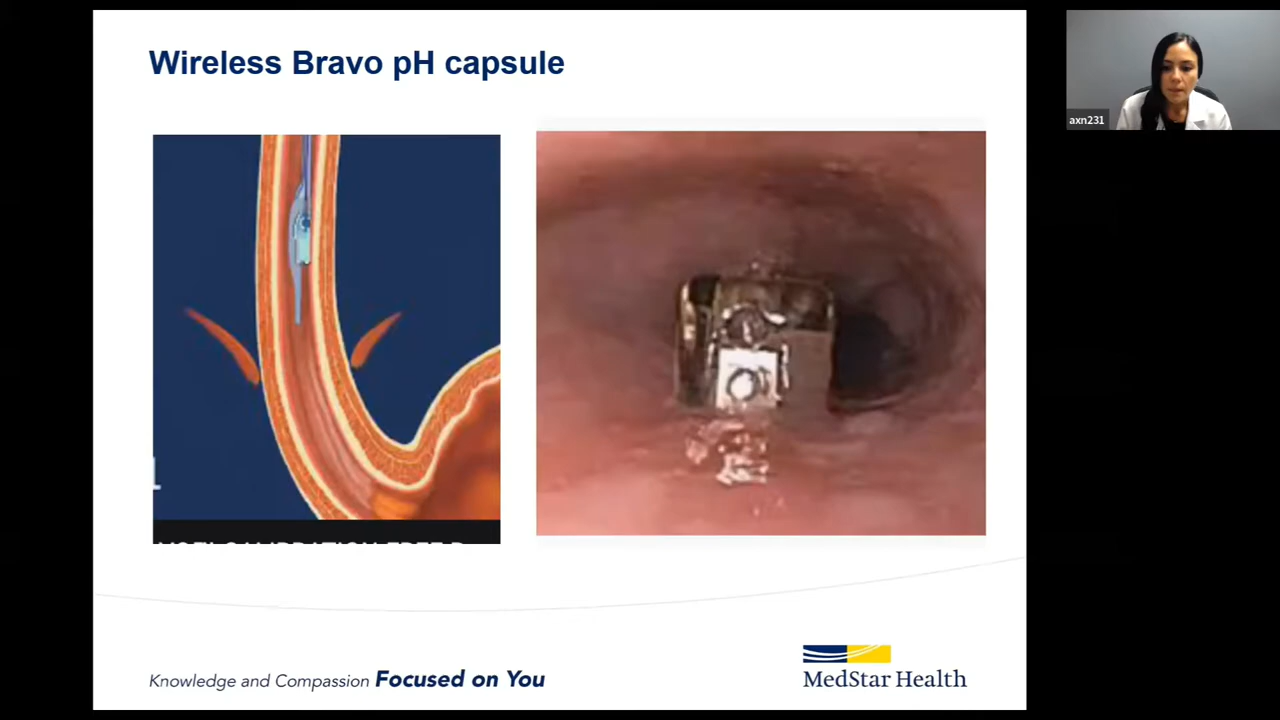 Wireless Bravo pH capsule
axn231
Knowledge and Compassion Focused on You
MedStar Health